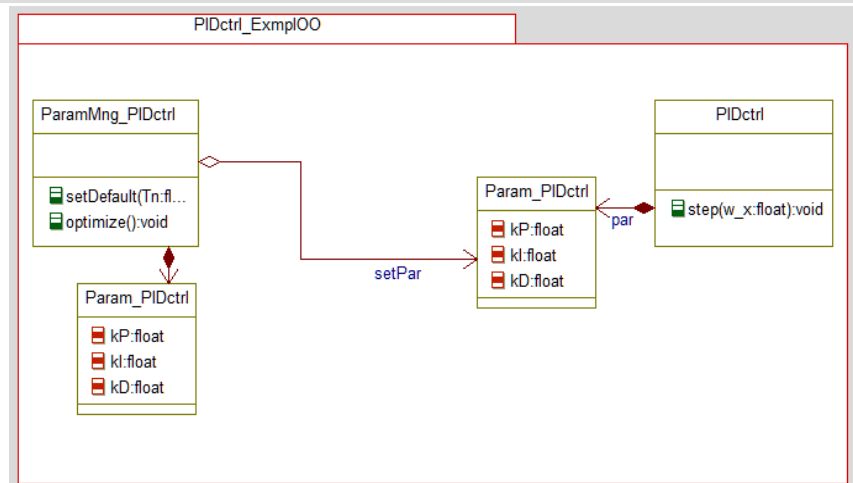 PIDctrl_ExmplOO
ParamMng_PIDctrl
setDefault(Tn:fl...
optimize():void
PIDctrl
step(w_x:float):void
Param_PIDctrl
kP:float
kI:float
kD:float
par
setPar
Param_PIDctrl
kP:float
kI:float
kD:float